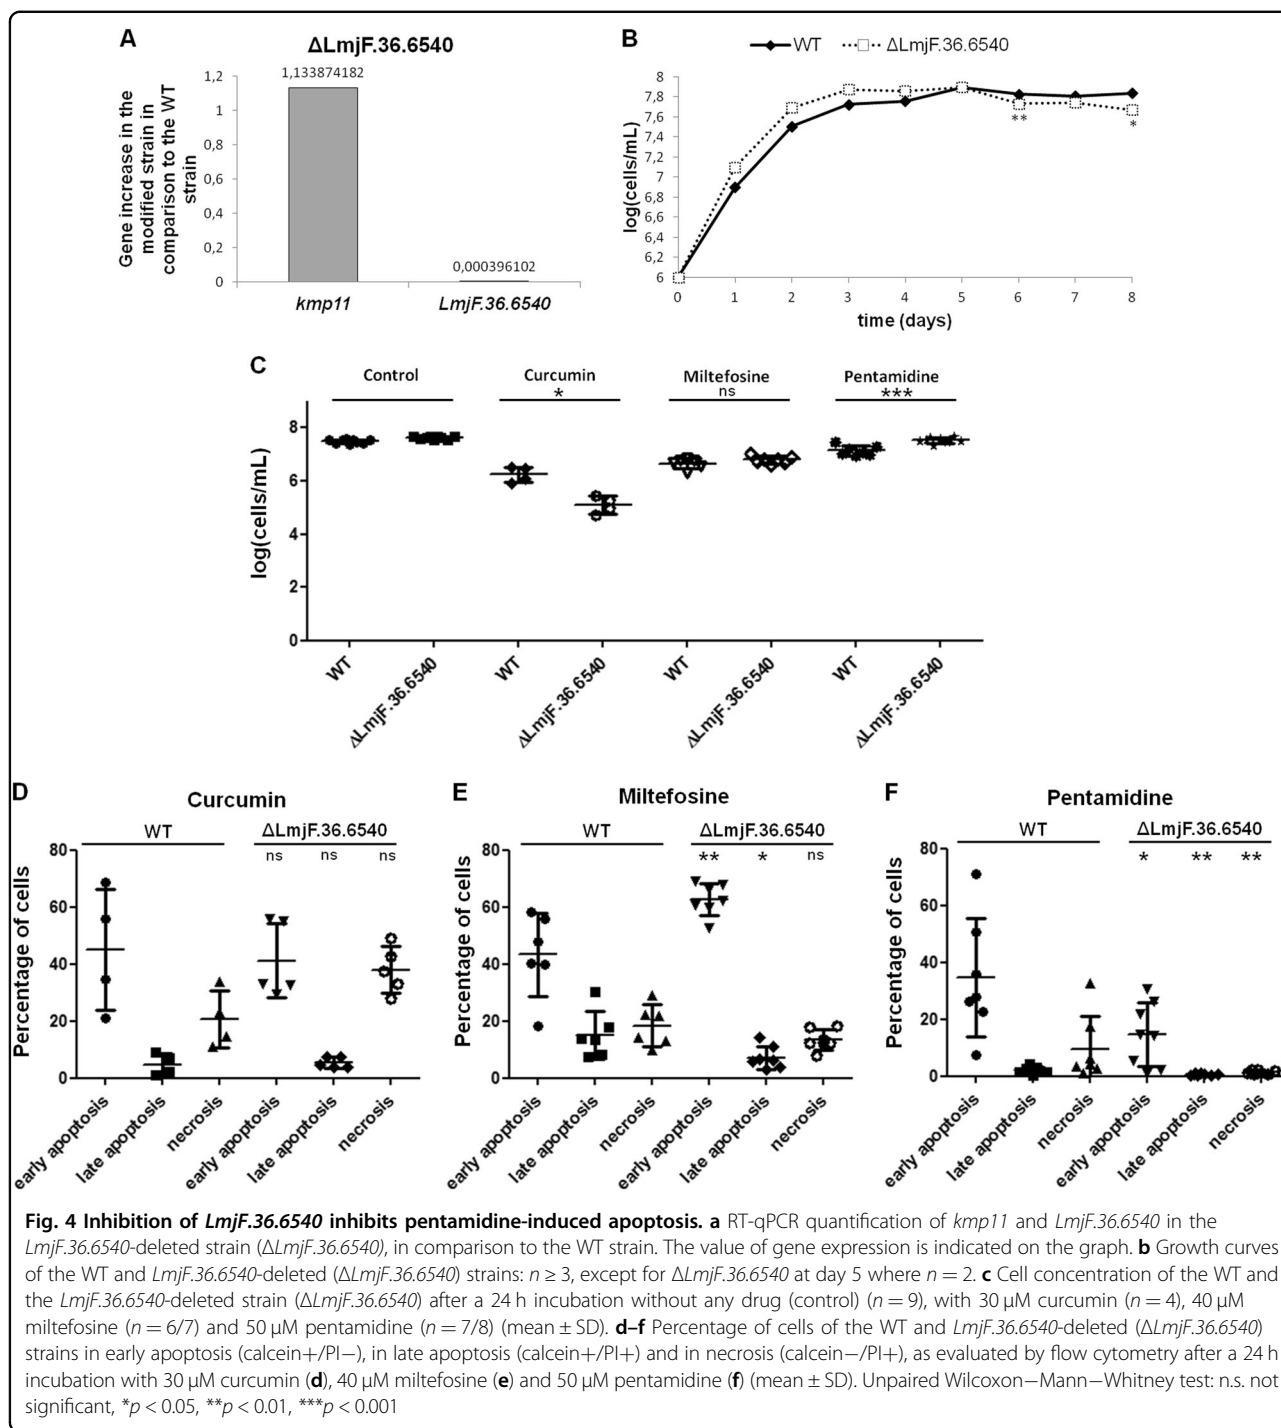 A
ΔLmjF.36.6540
Gene increase in the
modified strain in
comparison to the WT
strain
1,2
1
0,8
0,6
0,4
0,2
0
1,133874182
0,000396102
kmp11
LmjF.36.6540
B
WT
ΔLmjF.36.6540
log(cells/mL)
8
7,8
7,6
7,4
7,2
7
6,8
6,6
6,4
6,2
6
**
*
0 1 2 3 4 5 6 7 8
time (days)
C
Control Curcumin Miltefosine Pentamidine
* ns ***
log(cells/mL)
8
6
4
2
0
WT ΔLmjF.36.6540 WT ΔLmjF.36.6540 WT ΔLmjF.36.6540 WT ΔLmjF.36.6540
D
Curcumin
WT ΔLmjF.36.6540
ns ns ns
Percentage of cells
80
60
40
20
0
early apoptosis late apoptosis necrosis early apoptosis late apoptosis necrosis
E
Miltefosine
WT ΔLmjF.36.6540
** * ns
Percentage of cells
80
60
40
20
0
early apoptosis late apoptosis necrosis early apoptosis late apoptosis necrosis
F
Pentamidine
WT ΔLmjF.36.6540
* ** **
Percentage of cells
80
60
40
20
0
early apoptosis late apoptosis necrosis early apoptosis late apoptosis necrosis
Fig. 4 Inhibition of LmjF.36.6540 inhibits pentamidine-induced apoptosis. a RT-qPCR quantification of kmp11 and LmjF.36.6540 in the
LmjF.36.6540-deleted strain (ΔLmjF.36.6540), in comparison to the WT strain. The value of gene expression is indicated on the graph. b Growth curves
of the WT and LmjF.36.6540-deleted (ΔLmjF.36.6540) strains: n ≥ 3, except for ΔLmjF.36.6540 at day 5 where n = 2. c Cell concentration of the WT and
the LmjF.36.6540-deleted strain (ΔLmjF.36.6540) after a 24 h incubation without any drug (control) (n = 9), with 30 μM curcumin (n = 4), 40 μM
miltefosine (n = 6/7) and 50 μM pentamidine (n = 7/8) (mean ± SD). d–f Percentage of cells of the WT and LmjF.36.6540-deleted (ΔLmjF.36.6540)
strains in early apoptosis (calcein+/PI−), in late apoptosis (calcein+/PI+) and in necrosis (calcein−/PI+), as evaluated by flow cytometry after a 24 h
incubation with 30 μM curcumin (d), 40 μM miltefosine (e) and 50 μM pentamidine (f) (mean ± SD). Unpaired Wilcoxon−Mann−Whitney test: n.s. not
significant, *p < 0.05, **p < 0.01, ***p < 0.001